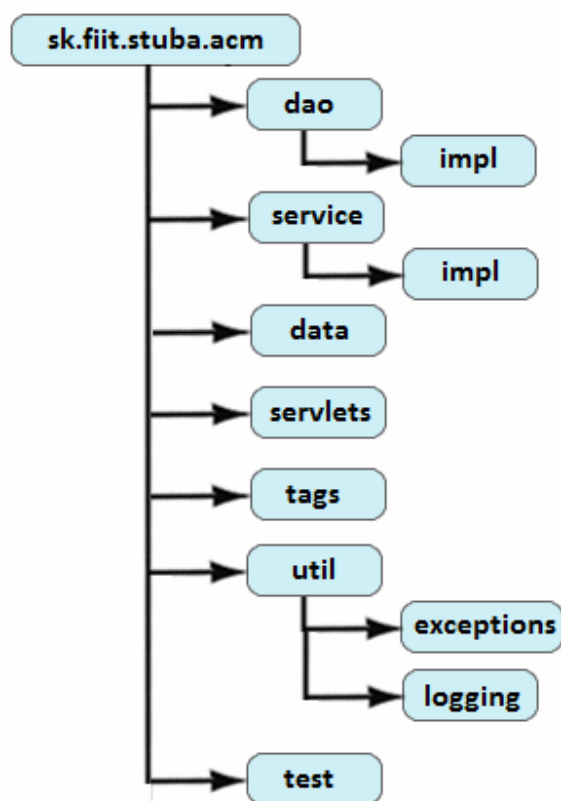 sk.fiit.stuba.acm
dao
impl
service
impl
data
servlets
tags
util
exceptions
logging
test